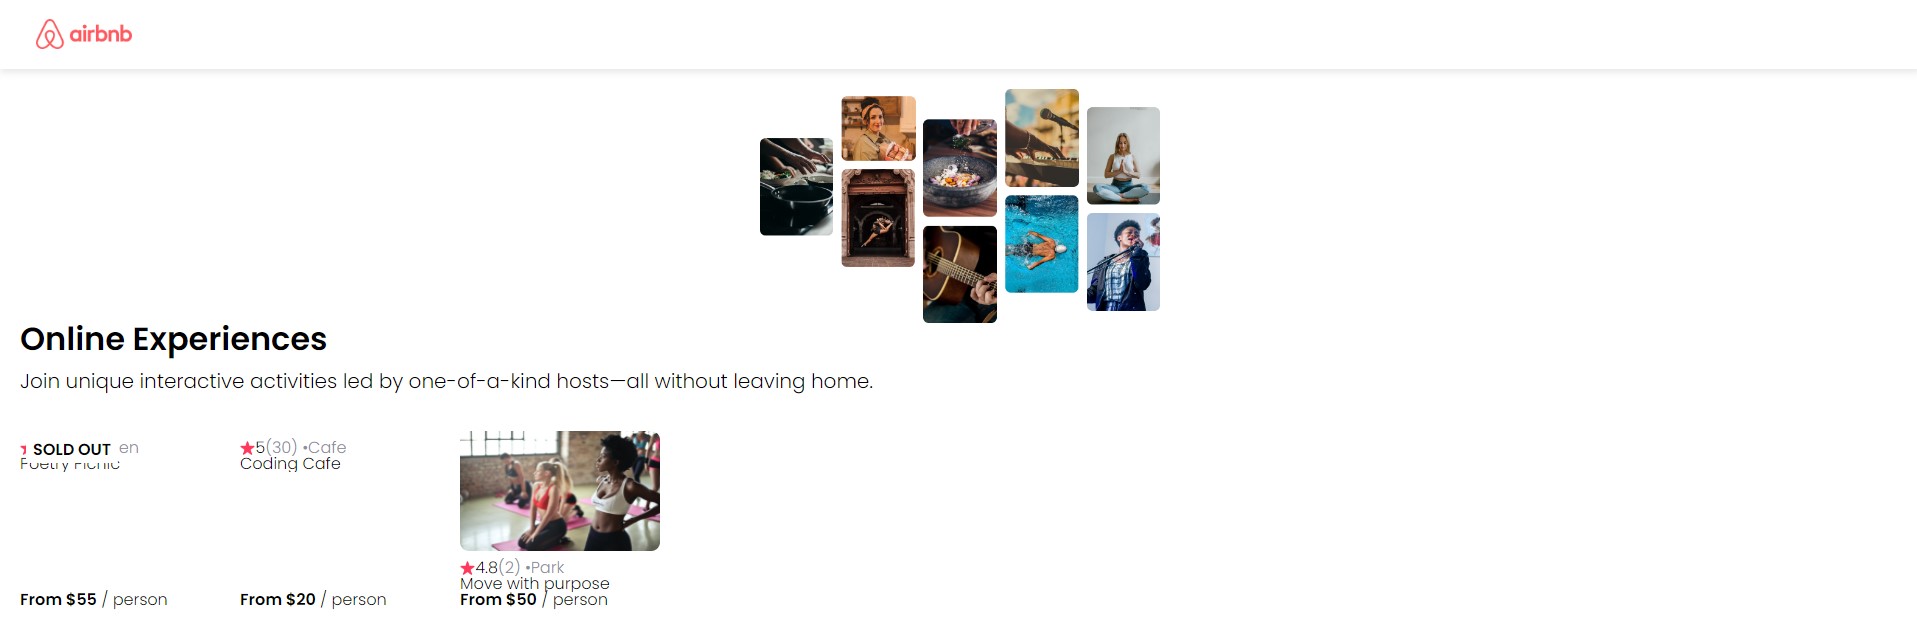 airbnb
Online Experiences
Join unique interactive activities led by one-of-a-kind hosts—all without leaving home.
SOLD OUT en
Poetry Picnic
From $55 / person
5(30) •Cafe
Coding Cafe
From $20 / person
4.8(2) •Park
Move with purpose
From $50 / person